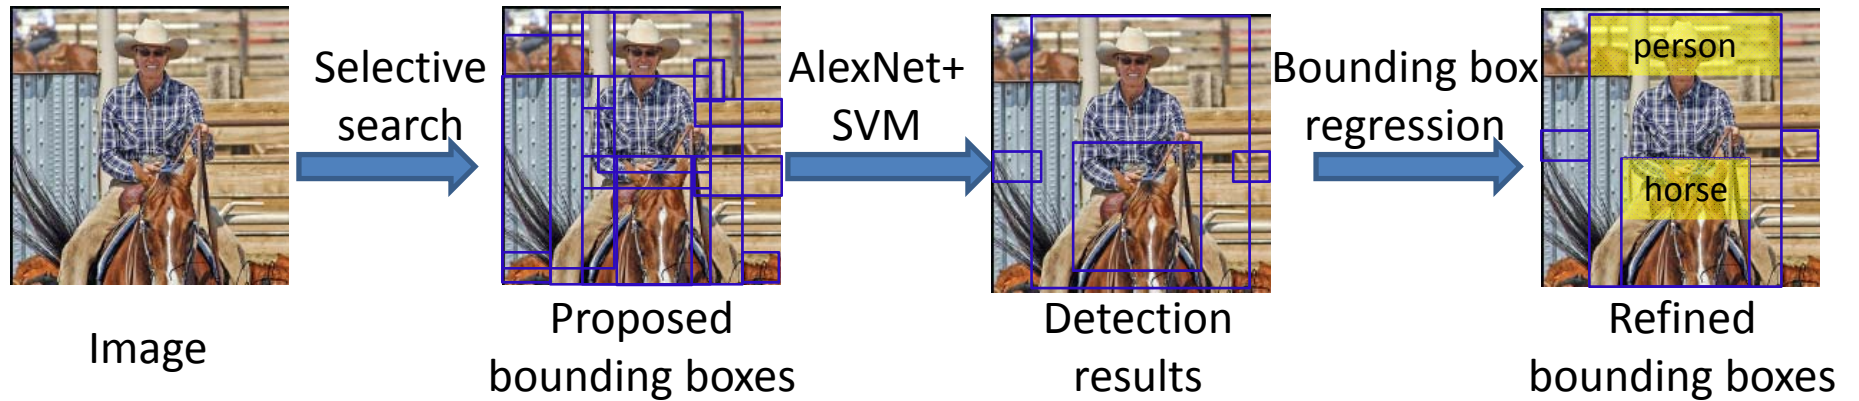 Selective
search
AlexNet+
SVM
Bounding box
regression
person
horse
Image
Proposed
bounding boxes
Detection
results
Refined
bounding boxes